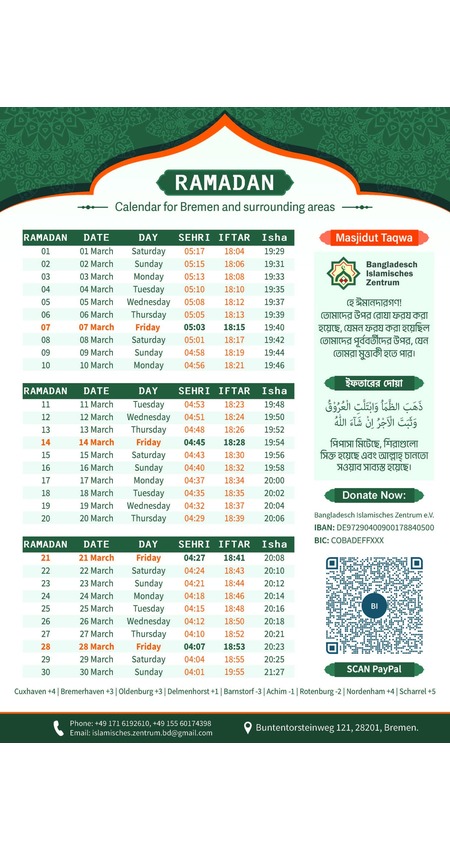 RAMADAN
Calendar for Bremen and surrounding areas
RAMADAN DATE DAY SEHRI IFTAR Isha
01 01 March Saturday 05:17 18:04 19:29
02 02 March Sunday 05:15 18:06 19:31
03 03 March Monday 05:13 18:08 19:33
04 04 March Tuesday 05:10 18:10 19:35
05 05 March Wednesday 05:08 18:12 19:37
06 06 March Thursday 05:05 18:13 19:39
07 07 March Friday 05:03 18:15 19:40
08 08 March Saturday 05:01 18:17 19:42
09 09 March Sunday 04:58 18:19 19:44
10 10 March Monday 04:56 18:21 19:46
RAMADAN DATE DAY SEHRI IFTAR Isha
11 11 March Tuesday 04:53 18:23 19:48
12 12 March Wednesday 04:51 18:24 19:50
13 13 March Thursday 04:48 18:26 19:52
14 14 March Friday 04:45 18:28 19:54
15 15 March Saturday 04:43 18:30 19:56
16 16 March Sunday 04:40 18:32 19:58
17 17 March Monday 04:37 18:34 20:00
18 18 March Tuesday 04:35 18:35 20:02
19 19 March Wednesday 04:32 18:37 20:04
20 20 March Thursday 04:29 18:39 20:06
RAMADAN DATE DAY SEHRI IFTAR Isha
21 21 March Friday 04:27 18:41 20:08
22 22 March Saturday 04:24 18:43 20:10
23 23 March Sunday 04:21 18:44 20:12
24 24 March Monday 04:18 18:46 20:14
25 25 March Tuesday 04:15 18:48 20:16
26 26 March Wednesday 04:12 18:50 20:18
27 27 March Thursday 04:10 18:52 20:21
28 28 March Friday 04:07 18:53 20:23
29 29 March Saturday 04:04 18:55 20:25
30 30 March Sunday 04:01 19:55 21:27
Masjidut Taqwa
Bangladesch
Islamisches
Zentrum
হে ঈমানদারগণ!
তোমাদের উপর রোযা ফরয করা
হয়েছে, যেমন ফরয করা হয়েছিল
তোমাদের পূর্ববর্তীদের উপর, যেন
তোমরা মুত্তাকী হতে পার।
ইফতারের দোয়া
ذَهَبَ الظَّمَأُ وَابْتَلَّتِ الْعُرُوْقُ
وَثَبَتَ الْأَجْرُ إِنْ شَآءَ اللّٰهُ
পিপাসা মিটেছে, শিরাগুলো
সিক্ত হয়েছে এবং আল্লাহ্ চানতো
সওয়াব সাব্যস্ত হয়েছে।
Donate Now:
Bangladesch Islamisches Zentrum e.V.
IBAN: DE97290400900178840500
BIC: COBADEFFXXX
BI
SCAN PayPal
Cuxhaven +4 | Bremerhaven +3 | Oldenburg +3 | Delmenhorst +1 | Barnstorf -3 | Achim -1 | Rotenburg -2 | Nordenham +4 | Scharrel +5
Phone: +49 171 6192610, +49 155 60174398
Email: islamisches.zentrum.bd@gmail.com
Buntentorsteinweg 121, 28201, Bremen.